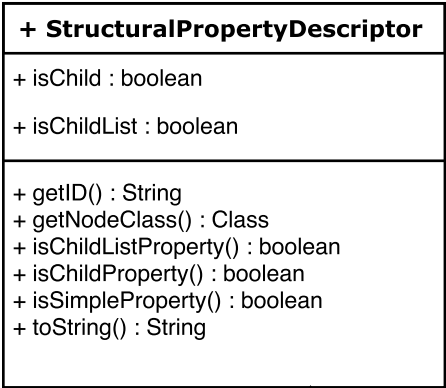 + StructuralPropertyDescriptor
+ isChild : boolean
+ isChildList : boolean
+ getID() : String
+ getNodeClass() : Class
+ isChildListProperty() : boolean
+ isChildProperty() : boolean
+ isSimpleProperty() : boolean
+ toString() : String